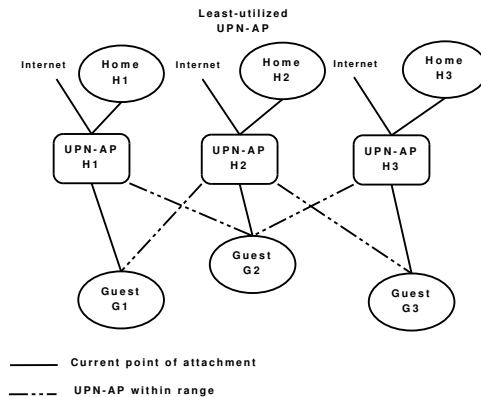 Least-utilized
UPN-AP
Internet
Home
H1
Internet
Home
H2
Internet
Home
H3
UPN-AP
H1
UPN-AP
H2
UPN-AP
H3
Guest
G1
Guest
G2
Guest
G3
Current point of attachment
UPN-AP within range